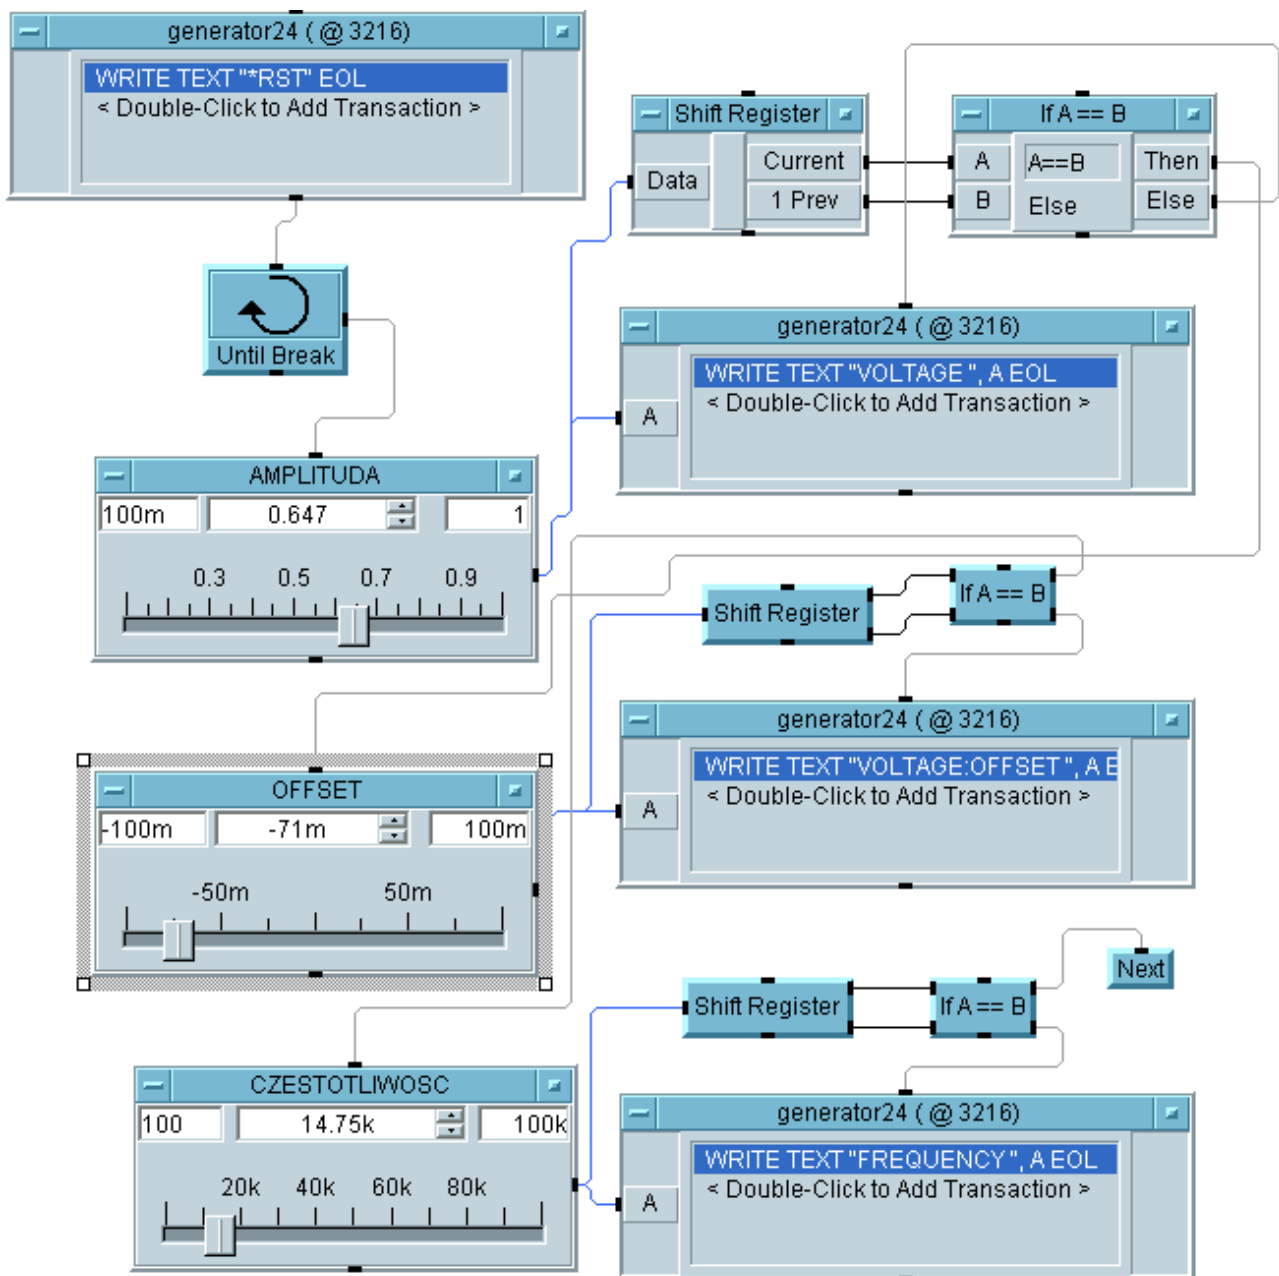 generator24 ( @ 3216)
WRITE TEXT "*RST" EOL
< Double-Click to Add Transaction >
Shift Register
Data
Current
1 Prev
If A == B
A
B
A==B
Else
Then
Else
Until Break
generator24 ( @ 3216)
WRITE TEXT "VOLTAGE ", A EOL
< Double-Click to Add Transaction >
A
AMPLITUDA
100m 0.647 1
0.3 0.5 0.7 0.9
Shift Register
If A == B
generator24 ( @ 3216)
WRITE TEXT "VOLTAGE:OFFSET ", A E
< Double-Click to Add Transaction >
A
OFFSET
-100m -71m 100m
-50m 50m
Shift Register
If A == B
Next
CZESTOTLIWOSC
100 14.75k 100k
20k 40k 60k 80k
generator24 ( @ 3216)
WRITE TEXT "FREQUENCY ", A EOL
< Double-Click to Add Transaction >
A